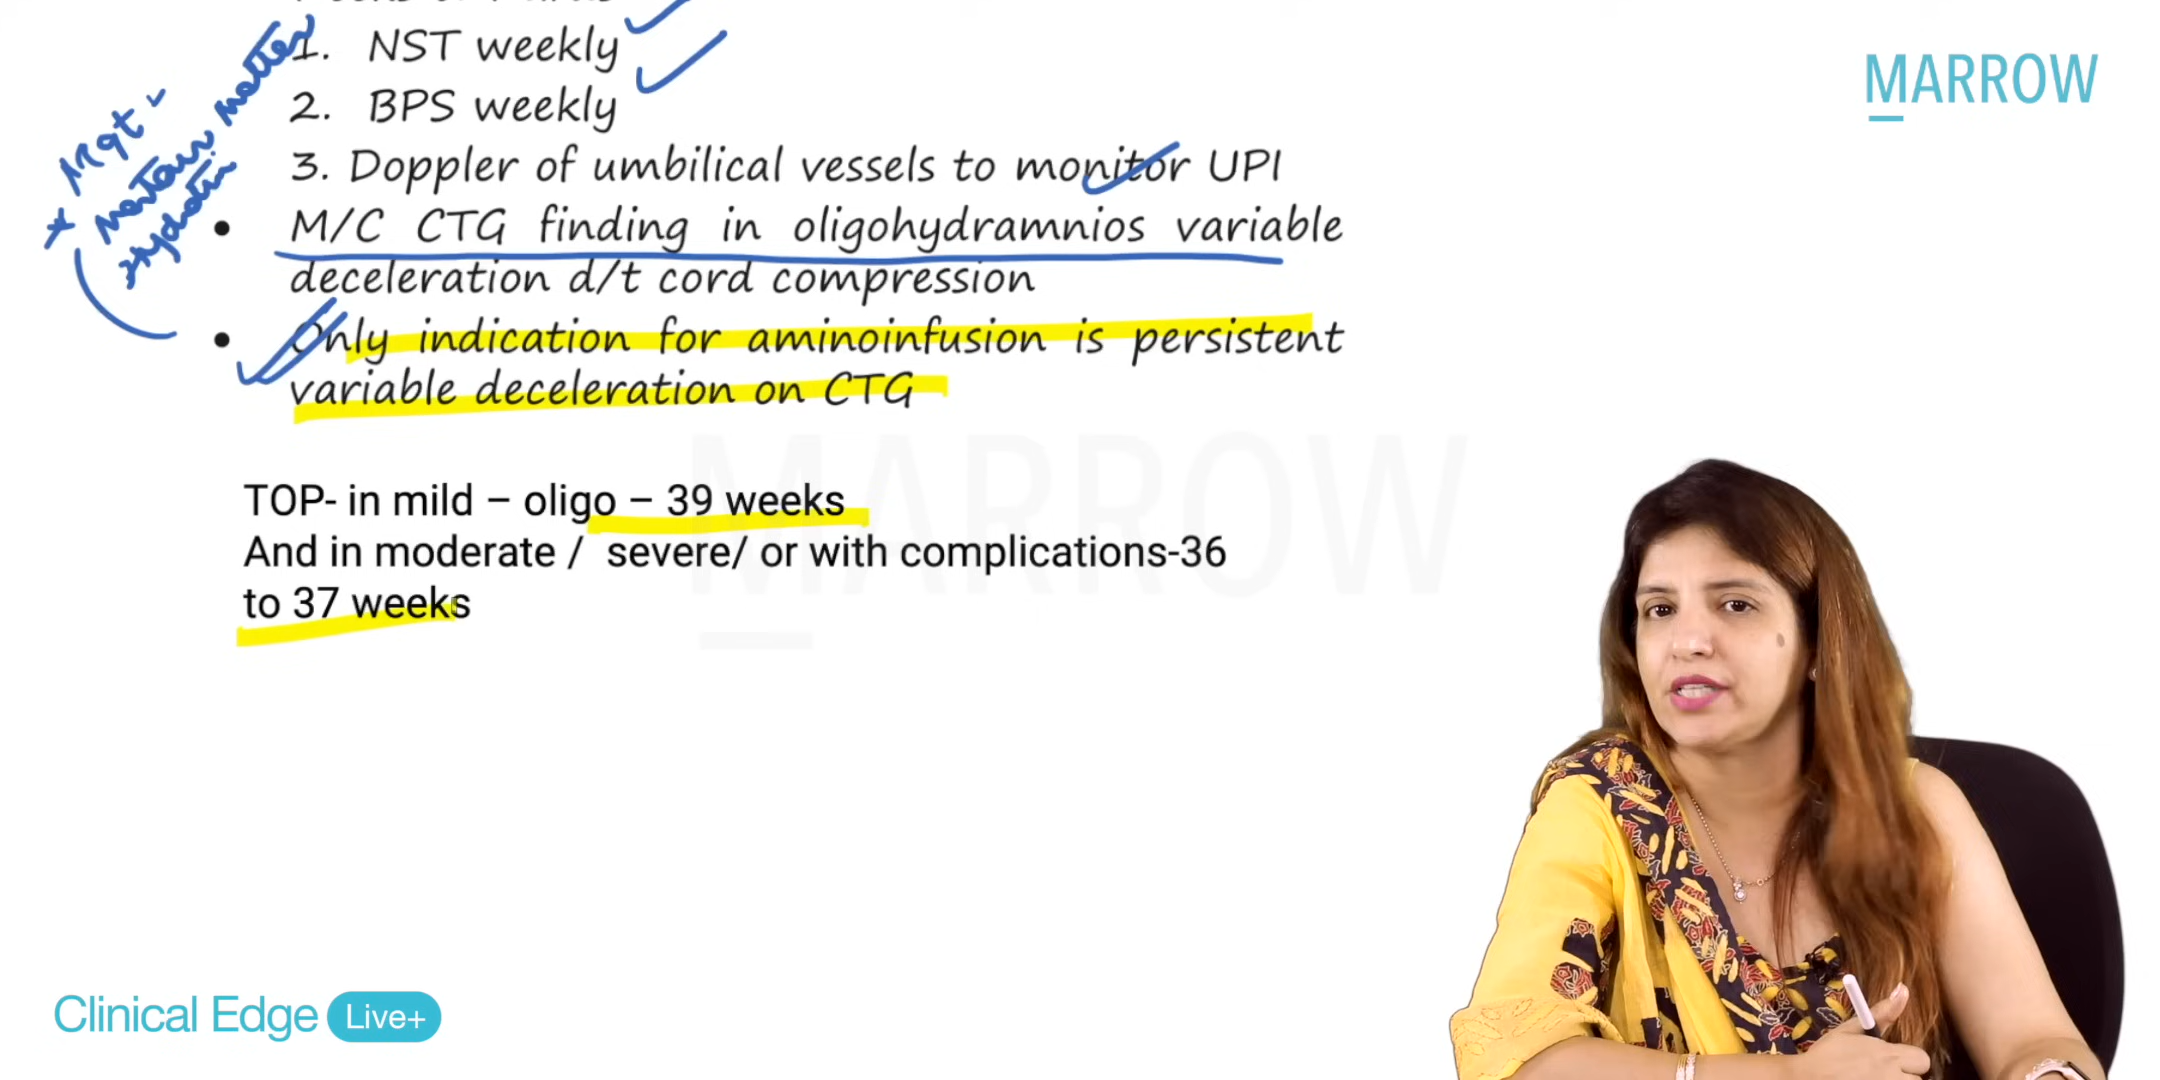 1. NST weekly
2. BPS weekly
3. Doppler of umbilical vessels to monitor UPI
• M/C CTG finding in oligohydramnios variable
deceleration d/t cord compression
• Only indication for aminoinfusion is persistent
variable deceleration on CTG
TOP- in mild – oligo – 39 weeks
And in moderate / severe/ or with complications-36
to 37 weeks
Mgt -
MARROW
MARROW
Clinical Edge Live+